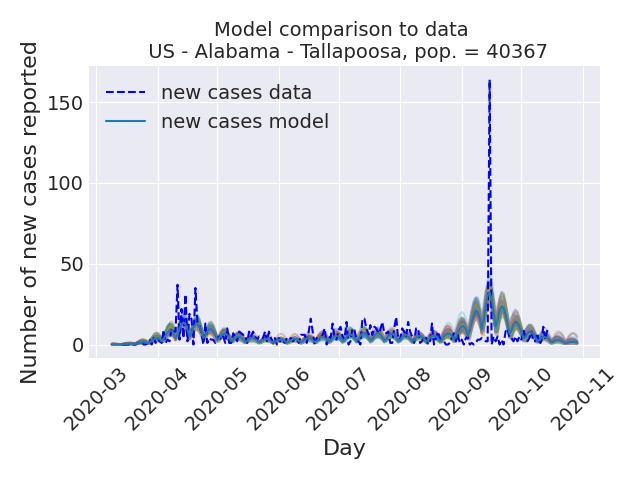 Model comparison to data
US - Alabama - Tallapoosa, pop. = 40367
Number of new cases reported
150
100
50
0
new cases data
new cases model
2020-03
2020-04
2020-05
2020-06
2020-07
2020-08
2020-09
2020-10
2020-11
Day